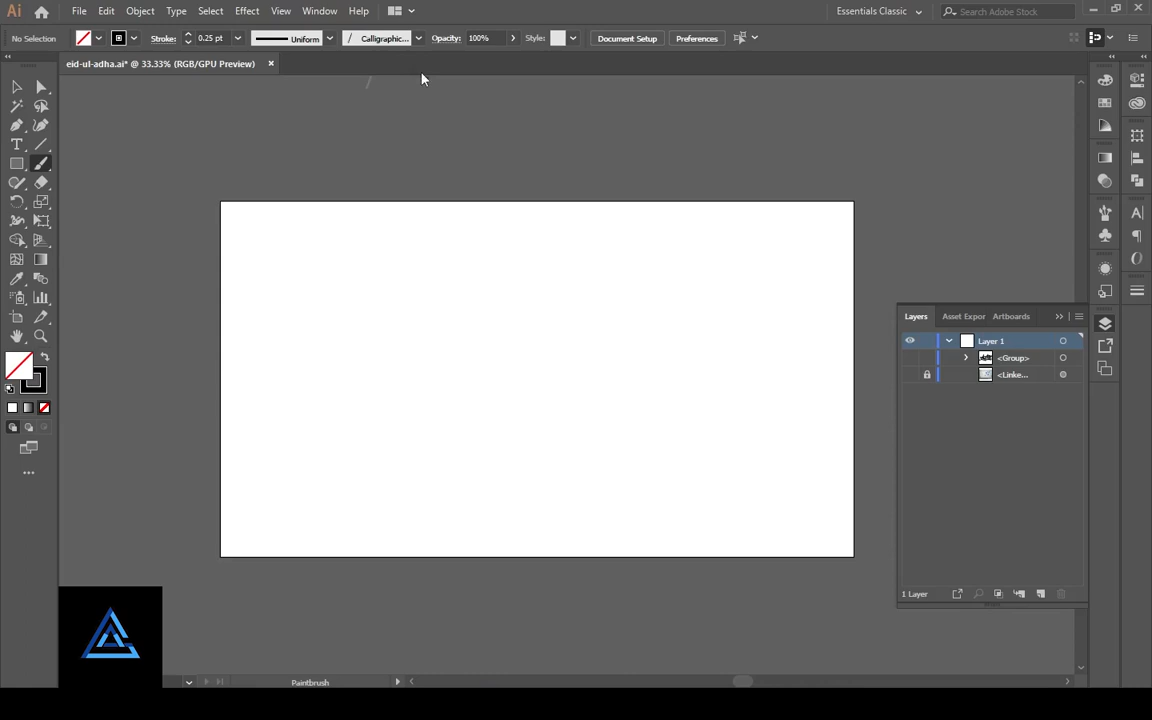 Ai File Edit Object Type Select Effect View Window Help Essentials Classic Search Adobe Stock
No Selection Stroke: 0.25 pt Uniform Calligraphic... Opacity: 100% Style: Document Setup Preferences
eid-ul-adha.ai* @ 33.33% (RGB/GPU Preview) ×
Layers Asset Expor Artboards
Layer 1
<Group>
<Linke...
1 Layer
Paintbrush